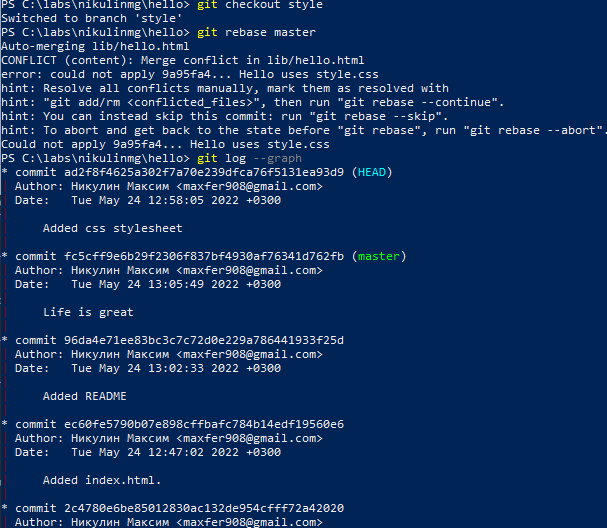 PS C:\labs\nikulinmg\hello> git checkout style
Switched to branch 'style'
PS C:\labs\nikulinmg\hello> git rebase master
Auto-merging lib/hello.html
CONFLICT (content): Merge conflict in lib/hello.html
error: could not apply 9a95fa4... Hello uses style.css
hint: Resolve all conflicts manually, mark them as resolved with
hint: "git add/rm <conflicted_files>", then run "git rebase --continue".
hint: You can instead skip this commit: run "git rebase --skip".
hint: To abort and get back to the state before "git rebase", run "git rebase --abort".
Could not apply 9a95fa4... Hello uses style.css
PS C:\labs\nikulinmg\hello> git log --graph
* commit ad2f8f4625a302f7a70e239dfca76f5131ea93d9 (HEAD)
Author: Никулин Максим <maxfer908@gmail.com>
Date:   Tue May 24 12:58:05 2022 +0300
Added css stylesheet
* commit fc5cff9e6b29f2306f837bf4930af76341d762fb (master)
Author: Никулин Максим <maxfer908@gmail.com>
Date:   Tue May 24 13:05:49 2022 +0300
Life is great
* commit 96da4e71ee83bc3c7c72d0e229a786441933f25d
Author: Никулин Максим <maxfer908@gmail.com>
Date:   Tue May 24 13:02:33 2022 +0300
Added README
* commit ec60fe5790b07e898cffbafc784b14edf19560e6
Author: Никулин Максим <maxfer908@gmail.com>
Date:   Tue May 24 12:47:02 2022 +0300
Added index.html.
* commit 2c4780e6be85012830ac132de954cfff72a42020
Author: Никулин Максим <maxfer908@gmail.com>